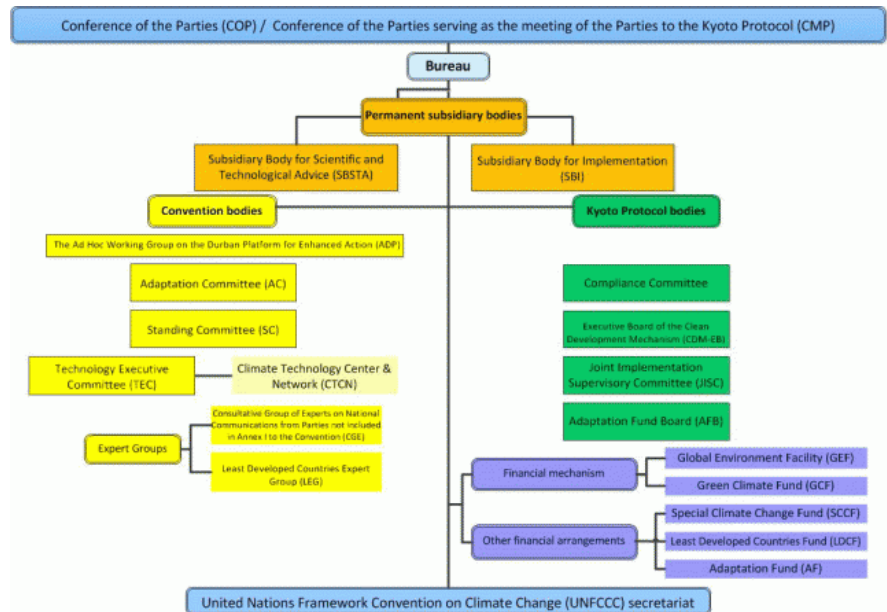 Conference of the Parties (COP) / Conference of the Parties serving as the meeting of the Parties to the Kyoto Protocol (CMP)
Bureau
Permanent subsidiary bodies
Subsidiary Body for Scientific and
Technological Advice (SBSTA)
Subsidiary Body for Implementation
(SBI)
Convention bodies
Kyoto Protocol bodies
The Ad Hoc Working Group on the Durban Platform for Enhanced Action (ADP)
Adaptation Committee (AC)
Compliance Committee
Standing Committee (SC)
Executive Board of the Clean
Development Mechanism (CDM-EB)
Technology Executive
Committee (TEC)
Climate Technology Center &
Network (CTCN)
Joint Implementation
Supervisory Committee (JISC)
Consultative Group of Experts on National
Communications from Parties not included
in Annex I to the Convention (CGE)
Adaptation Fund Board (AFB)
Expert Groups
Least Developed Countries Expert
Group (LEG)
Financial mechanism
Global Environment Facility (GEF)
Green Climate Fund (GCF)
Other financial arrangements
Special Climate Change Fund (SCCF)
Least Developed Countries Fund (LDCF)
Adaptation Fund (AF)
United Nations Framework Convention on Climate Change (UNFCCC) secretariat